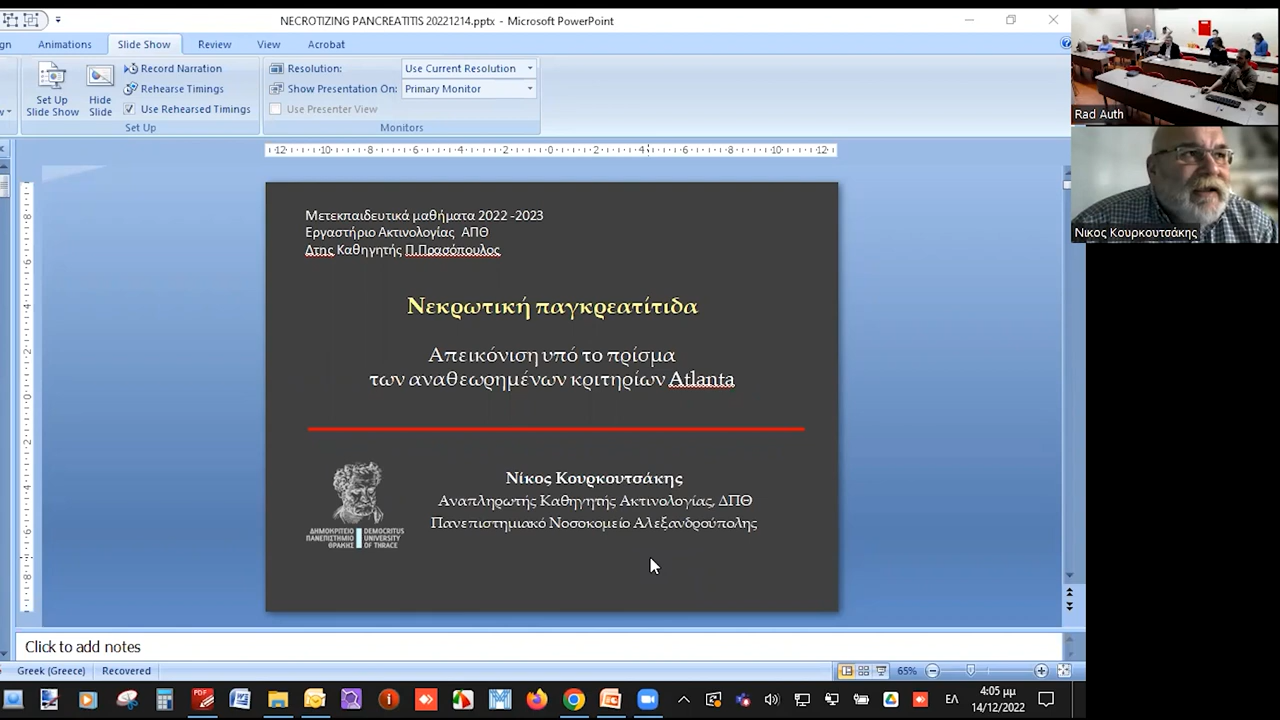 NECROTIZING PANCREATITIS 20221214.pptx - Microsoft PowerPoint
gn Animations Slide Show Review View Acrobat
Set Up Slide Show
Hide Slide
Record Narration
Rehearse Timings
Use Rehearsed Timings
Set Up
Resolution: Use Current Resolution
Show Presentation On: Primary Monitor
Use Presenter View
Monitors
Rad Auth
Νικος Κουρκουτσάκης
Μετεκπαιδευτικά μαθήματα 2022 -2023
Εργαστήριο Ακτινολογίας ΑΠΘ
Δτης Καθηγητής Π.Πρασόπουλος
Νεκρωτική παγκρεατίτιδα
Απεικόνιση υπό το πρίσμα
των αναθεωρημένων κριτηρίων Atlanta
Νίκος Κουρκουτσάκης
Αναπληρωτής Καθηγητής Ακτινολογίας, ΔΠΘ
Πανεπιστημιακό Νοσοκομείο Αλεξανδρούπολης
ΔΗΜΟΚΡΙΤΕΙΟ ΠΑΝΕΠΙΣΤΗΜΙΟ ΘΡΑΚΗΣ
DEMOCRITUS UNIVERSITY OF THRACE
Click to add notes
Greek (Greece) Recovered 65%
PDF
ΕΛ
4:05 μμ
14/12/2022